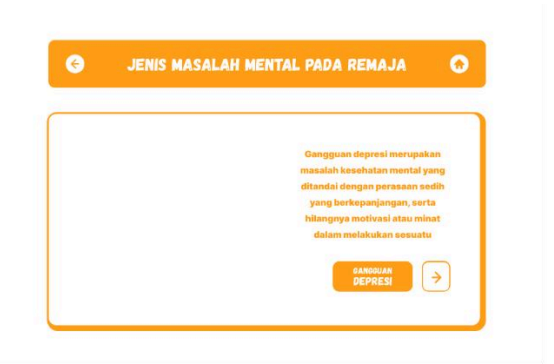 JENIS MASALAH MENTAL PADA REMAJA
Gangguan depresi merupakan
masalah kesehatan mental yang
ditandai dengan perasaan sedih
yang berkepanjangan, serta
hilangnya motivasi atau minat
dalam melakukan sesuatu
GANGGUAN
DEPRESI